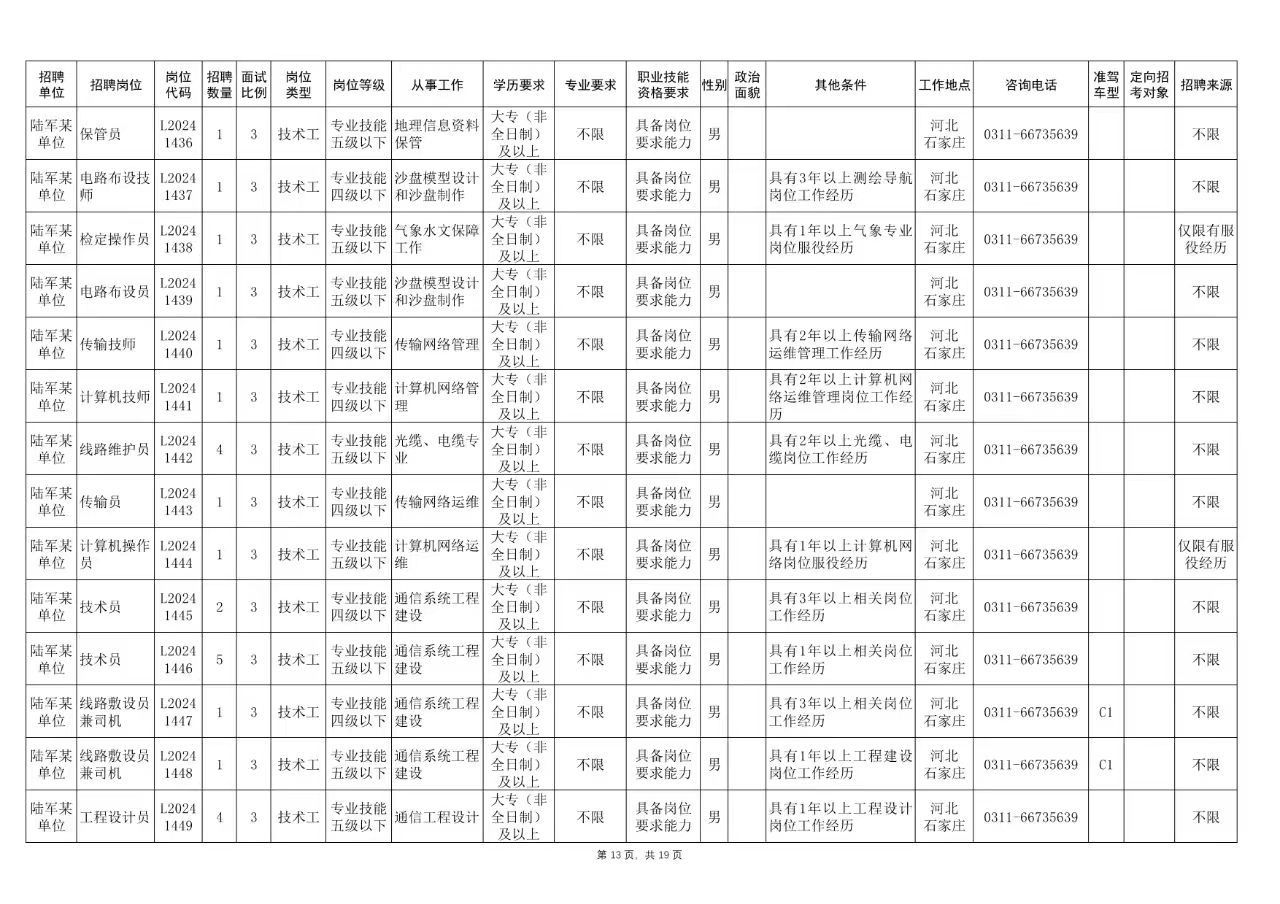 招聘单位 招聘岗位 岗位代码 招聘数量 面试比例 岗位类型 岗位等级 从事工作 学历要求 专业要求 职业技能资格要求 性别 政治面貌 其他条件 工作地点 咨询电话 准驾车型 定向招考对象 招聘来源
陆军某单位 保管员 L20241436 1 3 技术工 专业技能五级以下 地理信息资料保管 大专（非全日制）及以上 不限 具备岗位要求能力 男 河北石家庄 0311-66735639 不限
陆军某单位 电路布设技师 L20241437 1 3 技术工 专业技能四级以下 沙盘模型设计和沙盘制作 大专（非全日制）及以上 不限 具备岗位要求能力 男 具有3年以上测绘导航岗位工作经历 河北石家庄 0311-66735639 不限
陆军某单位 检定操作员 L20241438 1 3 技术工 专业技能五级以下 气象水文保障工作 大专（非全日制）及以上 不限 具备岗位要求能力 男 具有1年以上气象专业岗位服役经历 河北石家庄 0311-66735639 仅限有服役经历
陆军某单位 电路布设员 L20241439 1 3 技术工 专业技能五级以下 沙盘模型设计和沙盘制作 大专（非全日制）及以上 不限 具备岗位要求能力 男 河北石家庄 0311-66735639 不限
陆军某单位 传输技师 L20241440 1 3 技术工 专业技能四级以下 传输网络管理 大专（非全日制）及以上 不限 具备岗位要求能力 男 具有2年以上传输网络运维管理工作经历 河北石家庄 0311-66735639 不限
陆军某单位 计算机技师 L20241441 1 3 技术工 专业技能四级以下 计算机网络管理 大专（非全日制）及以上 不限 具备岗位要求能力 男 具有2年以上计算机网络运维管理岗位工作经历 河北石家庄 0311-66735639 不限
陆军某单位 线路维护员 L20241442 4 3 技术工 专业技能五级以下 光缆、电缆专业 大专（非全日制）及以上 不限 具备岗位要求能力 男 具有2年以上光缆、电缆岗位工作经历 河北石家庄 0311-66735639 不限
陆军某单位 传输员 L20241443 1 3 技术工 专业技能四级以下 传输网络运维 大专（非全日制）及以上 不限 具备岗位要求能力 男 河北石家庄 0311-66735639 不限
陆军某单位 计算机操作员 L20241444 1 3 技术工 专业技能五级以下 计算机网络运维 大专（非全日制）及以上 不限 具备岗位要求能力 男 具有1年以上计算机网络岗位服役经历 河北石家庄 0311-66735639 仅限有服役经历
陆军某单位 技术员 L20241445 2 3 技术工 专业技能四级以下 通信系统工程建设 大专（非全日制）及以上 不限 具备岗位要求能力 男 具有3年以上相关岗位工作经历 河北石家庄 0311-66735639 不限
陆军某单位 技术员 L20241446 5 3 技术工 专业技能五级以下 通信系统工程建设 大专（非全日制）及以上 不限 具备岗位要求能力 男 具有1年以上相关岗位工作经历 河北石家庄 0311-66735639 不限
陆军某单位 线路敷设员兼司机 L20241447 1 3 技术工 专业技能四级以下 通信系统工程建设 大专（非全日制）及以上 不限 具备岗位要求能力 男 具有3年以上相关岗位工作经历 河北石家庄 0311-66735639 C1 不限
陆军某单位 线路敷设员兼司机 L20241448 1 3 技术工 专业技能五级以下 通信系统工程建设 大专（非全日制）及以上 不限 具备岗位要求能力 男 具有1年以上工程建设岗位工作经历 河北石家庄 0311-66735639 C1 不限
陆军某单位 工程设计员 L20241449 4 3 技术工 专业技能五级以下 通信工程设计 大专（非全日制）及以上 不限 具备岗位要求能力 男 具有1年以上工程设计岗位工作经历 河北石家庄 0311-66735639 不限
第 13 页, 共 19 页